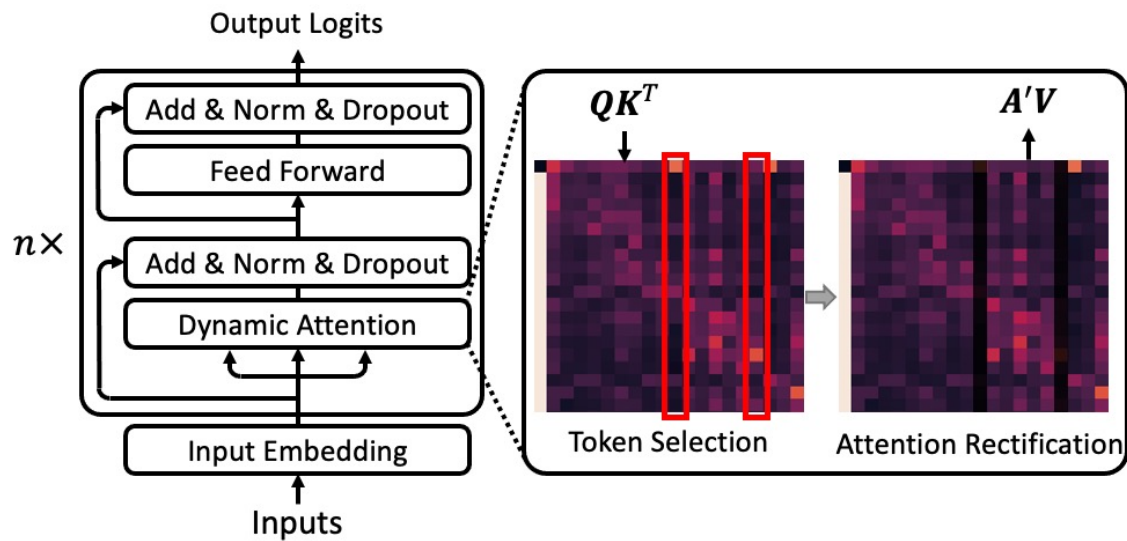 Output Logits
Add & Norm & Dropout
Feed Forward
n×
Add & Norm & Dropout
Dynamic Attention
Input Embedding
Inputs
QKᵀ
A'V
Token Selection
Attention Rectification